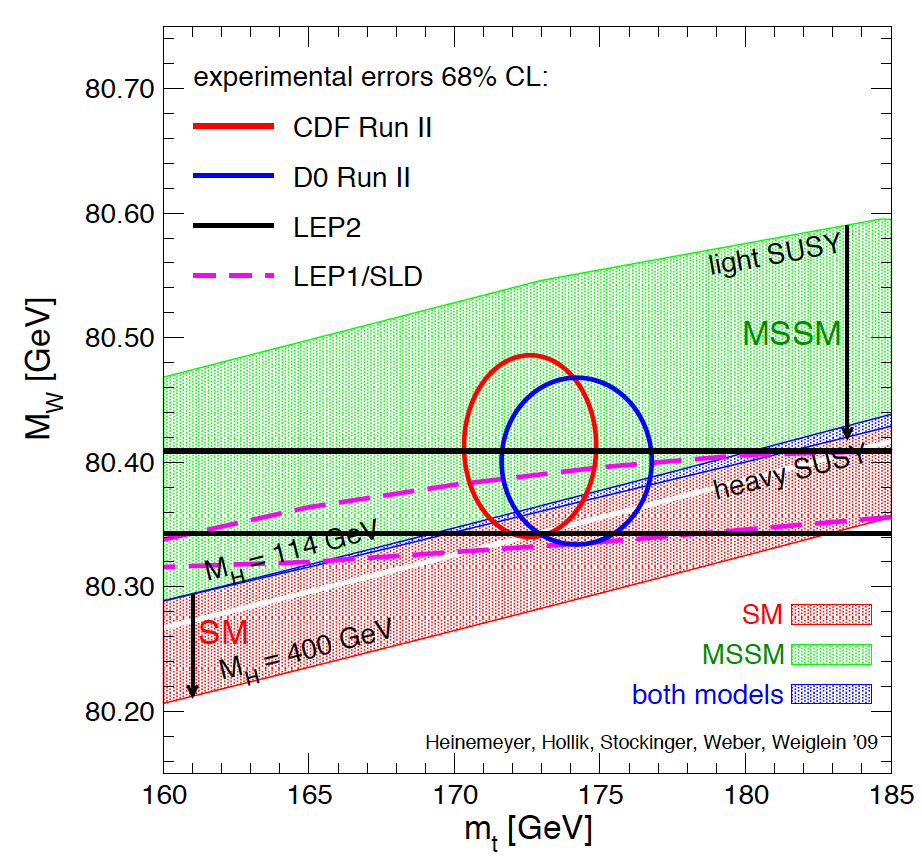 experimental errors 68% CL:
CDF Run II
D0 Run II
LEP2
LEP1/SLD
80.70
80.60
80.50
80.40
80.30
80.20
M_W [GeV]
light SUSY
MSSM
heavy SUSY
M_H = 114 GeV
SM
M_H = 400 GeV
SM
MSSM
both models
Heinemeyer, Hollik, Stockinger, Weber, Weiglein ’09
160 165 170 175 180 185
m_t [GeV]